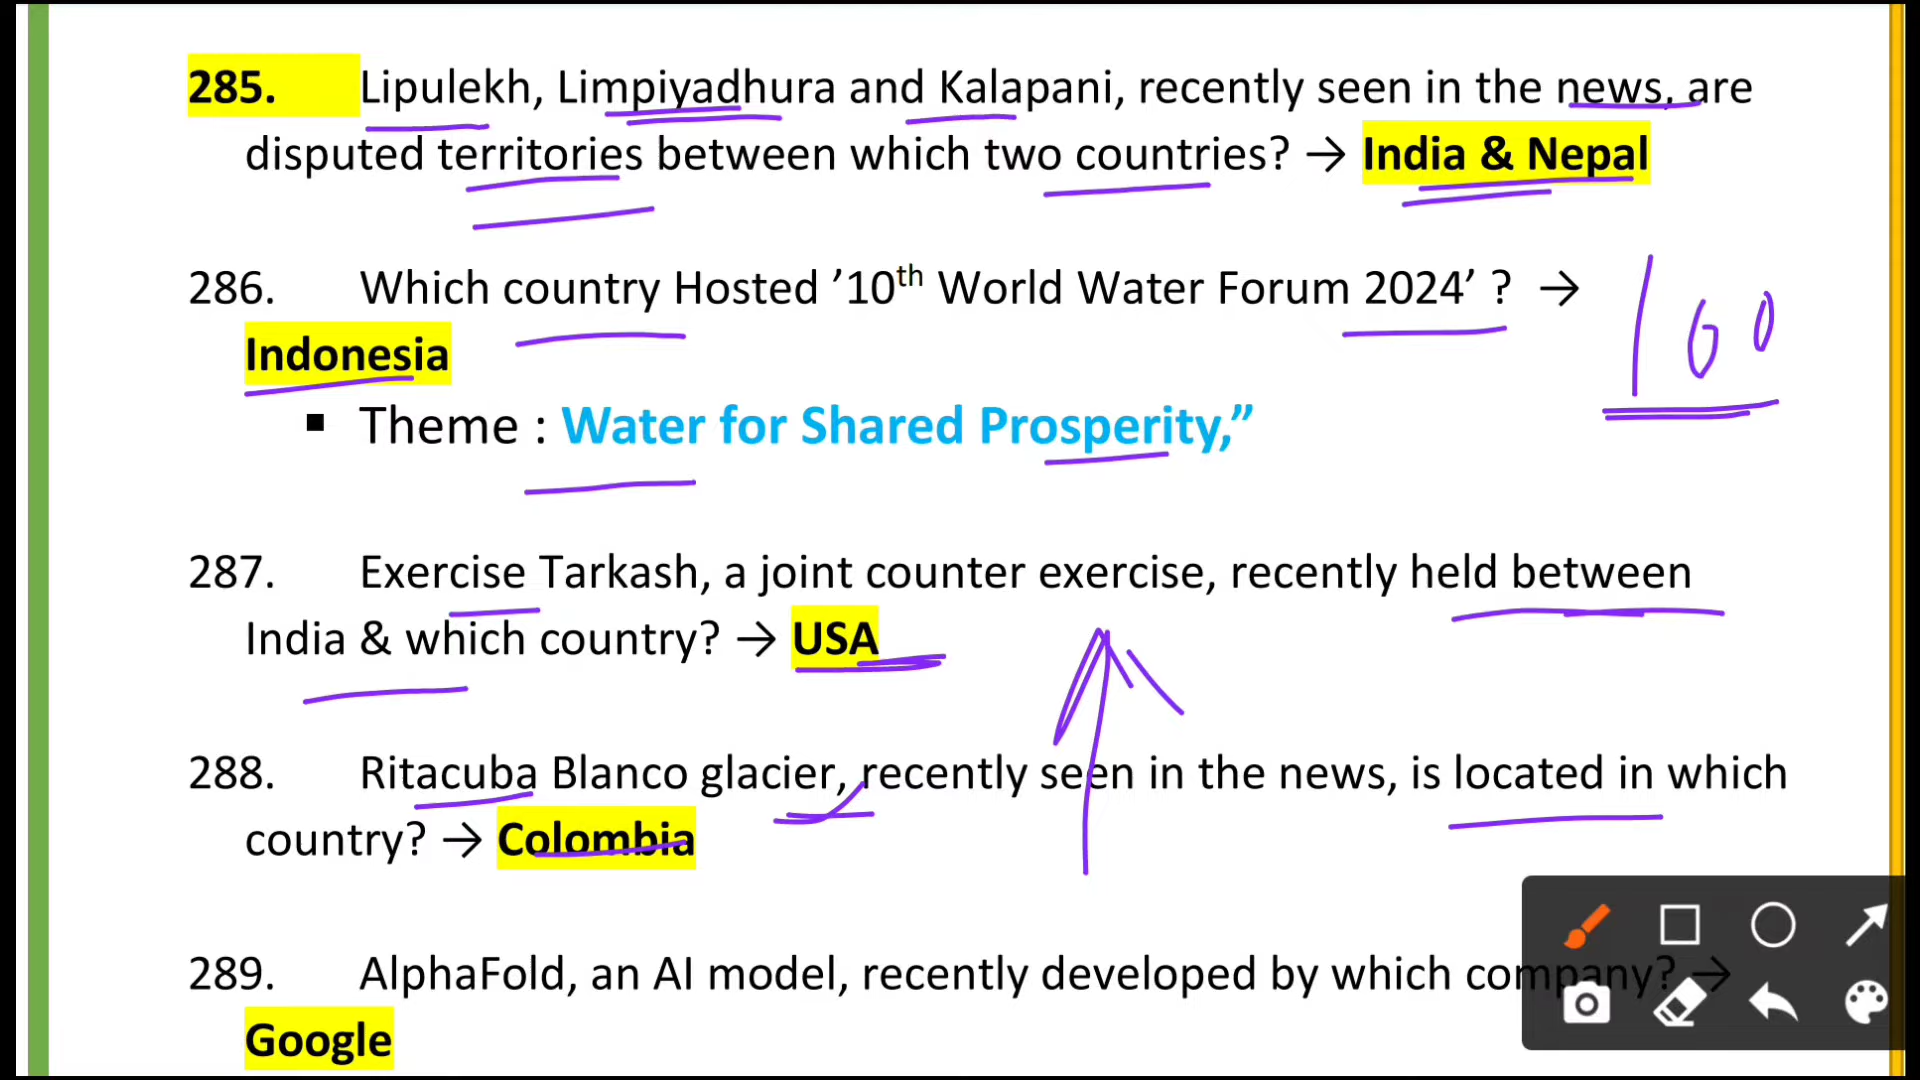 285. Lipulekh, Limpiyadhura and Kalapani, recently seen in the news, are
disputed territories between which two countries? → India & Nepal
286. Which country Hosted ’10th World Water Forum 2024’ ? →
Indonesia
160
▪ Theme : Water for Shared Prosperity,”
287. Exercise Tarkash, a joint counter exercise, recently held between
India & which country? → USA
288. Ritacuba Blanco glacier, recently seen in the news, is located in which
country? → Colombia
289. AlphaFold, an AI model, recently developed by which company? →
Google